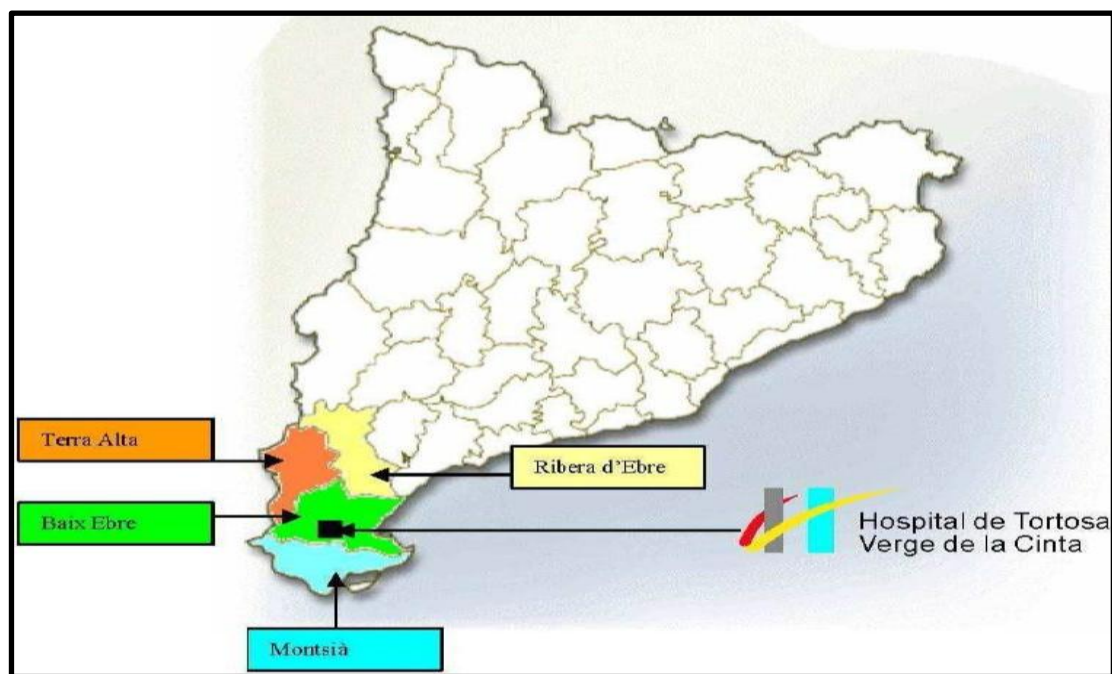 Terra Alta
Ribera d'Ebre
Baix Ebre
Hospital de Tortosa
Verge de la Cinta
Montsià